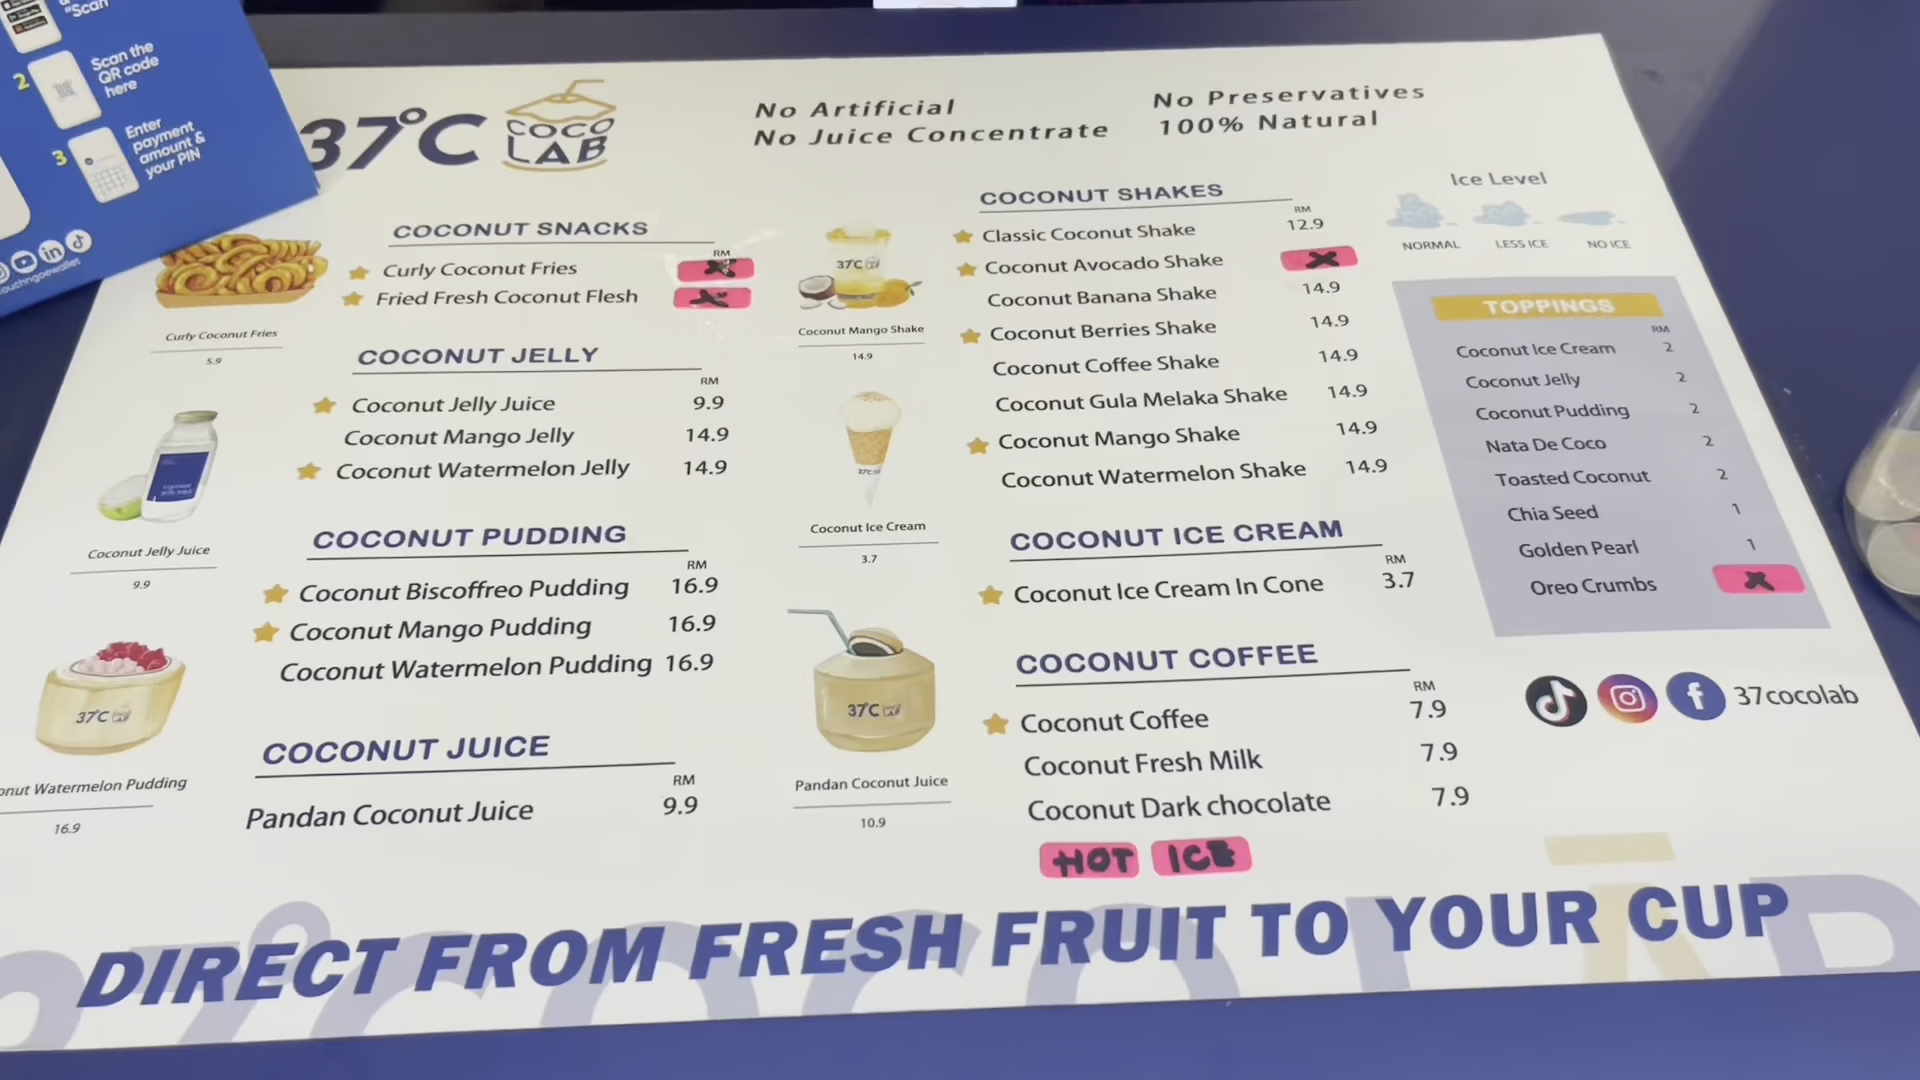 "Scan
2
Scan the
QR code
here
3
Enter
payment
amount &
your PIN
37°C COCO LAB
No Artificial
No Juice Concentrate
No Preservatives
100% Natural
COCONUT SNACKS
RM
Curly Coconut Fries
Fried Fresh Coconut Flesh
Curly Coconut Fries
5.9
COCONUT JELLY
RM
Coconut Jelly Juice 9.9
Coconut Mango Jelly 14.9
Coconut Watermelon Jelly 14.9
Coconut Jelly Juice
9.9
COCONUT PUDDING
RM
Coconut Biscoffreo Pudding 16.9
Coconut Mango Pudding 16.9
Coconut Watermelon Pudding 16.9
37°C
Watermelon Pudding
16.9
COCONUT JUICE
RM
Pandan Coconut Juice 9.9
37°C
Coconut Mango Shake
14.9
Coconut Ice Cream
3.7
37°C
Pandan Coconut Juice
10.9
COCONUT SHAKES
RM
Classic Coconut Shake 12.9
Coconut Avocado Shake X
Coconut Banana Shake 14.9
Coconut Berries Shake 14.9
Coconut Coffee Shake 14.9
Coconut Gula Melaka Shake 14.9
Coconut Mango Shake 14.9
Coconut Watermelon Shake 14.9
COCONUT ICE CREAM
RM
Coconut Ice Cream In Cone 3.7
COCONUT COFFEE
RM
Coconut Coffee 7.9
Coconut Fresh Milk 7.9
Coconut Dark chocolate 7.9
HOT ICE
Ice Level
NORMAL LESS ICE NO ICE
TOPPINGS
RM
Coconut Ice Cream 2
Coconut Jelly 2
Coconut Pudding 2
Nata De Coco 2
Toasted Coconut 2
Chia Seed 1
Golden Pearl 1
Oreo Crumbs X
37cocolab
DIRECT FROM FRESH FRUIT TO YOUR CUP